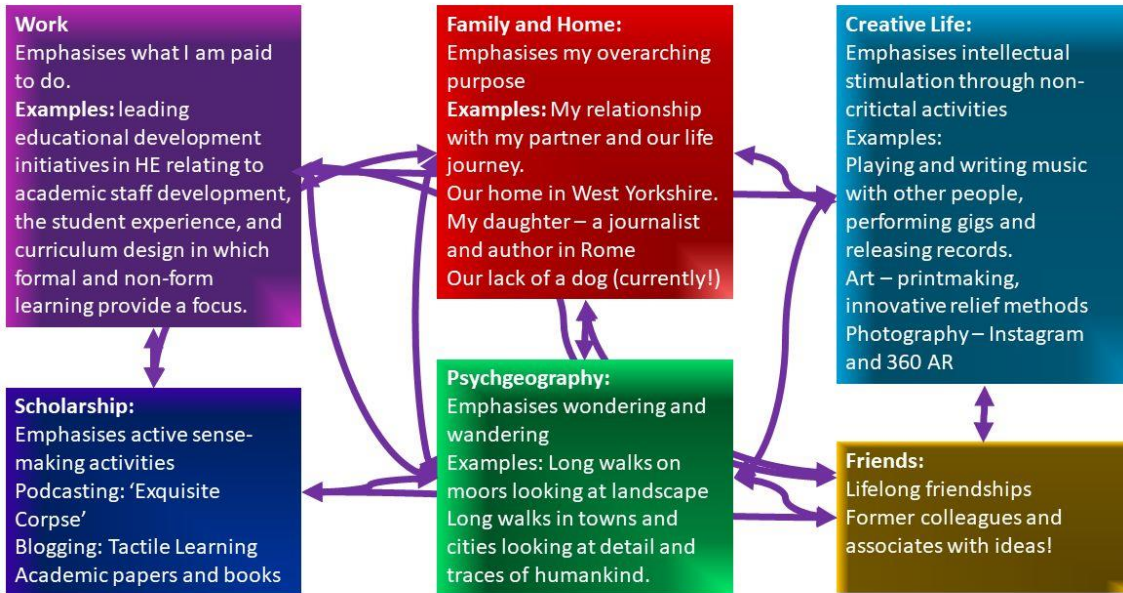 Work
Emphasises what I am paid
to do.
Examples: leading
educational development
initiatives in HE relating to
academic staff development,
the student experience, and
curriculum design in which
formal and non-form
learning provide a focus.
Family and Home:
Emphasises my overarching
purpose
Examples: My relationship
with my partner and our life
journey.
Our home in West Yorkshire.
My daughter – a journalist
and author in Rome
Our lack of a dog (currently!)
Creative Life:
Emphasises intellectual
stimulation through non-
critictal activities
Examples:
Playing and writing music
with other people,
performing gigs and
releasing records.
Art – printmaking,
innovative relief methods
Photography – Instagram
and 360 AR
Scholarship:
Emphasises active sense-
making activities
Podcasting: ‘Exquisite
Corpse’
Blogging: Tactile Learning
Academic papers and books
Psychgeography:
Emphasises wondering and
wandering
Examples: Long walks on
moors looking at landscape
Long walks in towns and
cities looking at detail and
traces of humankind.
Friends:
Lifelong friendships
Former colleagues and
associates with ideas!